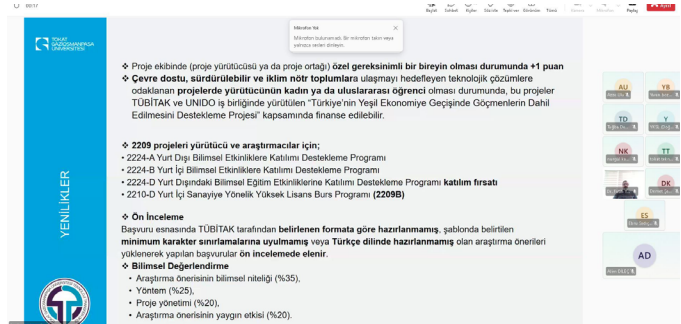 00:17
Ayrıl
Paylaş
Mikrofon Yok
Mikrofon bulunamadı. Bir mikrofon takın veya
yalnızca sesleri dinleyin.
TOKAT
GAZİOSMANPAŞA
ÜNİVERSİTESİ
YENİLİKLER
❖ Proje ekibinde (proje yürütücüsü ya da proje ortağı) özel gereksinimli bir bireyin olması durumunda +1 puan
❖ Çevre dostu, sürdürülebilir ve iklim nötr toplumlara ulaşmayı hedefleyen teknolojik çözümlere
odaklanan projelerde yürütücünün kadın ya da uluslararası öğrenci olması durumunda, bu projeler
TÜBİTAK ve UNIDO iş birliğinde yürütülen “Türkiye’nin Yeşil Ekonomiye Geçişinde Göçmenlerin Dahil
Edilmesini Destekleme Projesi” kapsamında finanse edilebilir.
❖ 2209 projeleri yürütücü ve araştırmacılar için;
• 2224-A Yurt Dışı Bilimsel Etkinliklere Katılımı Destekleme Programı
• 2224-B Yurt İçi Bilimsel Etkinliklere Katılımı Destekleme Programı
• 2224-D Yurt Dışındaki Bilimsel Eğitim Etkinliklerine Katılımı Destekleme Programı katılım fırsatı
• 2210-D Yurt İçi Sanayiye Yönelik Yüksek Lisans Burs Programı (2209B)
❖ Ön İnceleme
Başvuru esnasında TÜBİTAK tarafından belirlenen formata göre hazırlanmamış, şablonda belirtilen
minimum karakter sınırlamalarına uyulmamış veya Türkçe dilinde hazırlanmamış olan araştırma önerileri
yüklenerek yapılan başvurular ön incelemede elenir.
❖ Bilimsel Değerlendirme
• Araştırma önerisinin bilimsel niteliği (%35),
• Yöntem (%25),
• Proje yönetimi (%20),
• Araştırma önerisinin yaygın etkisi (%20).
AU
YB
TD
Y
NK
TT
DK
ES
AD